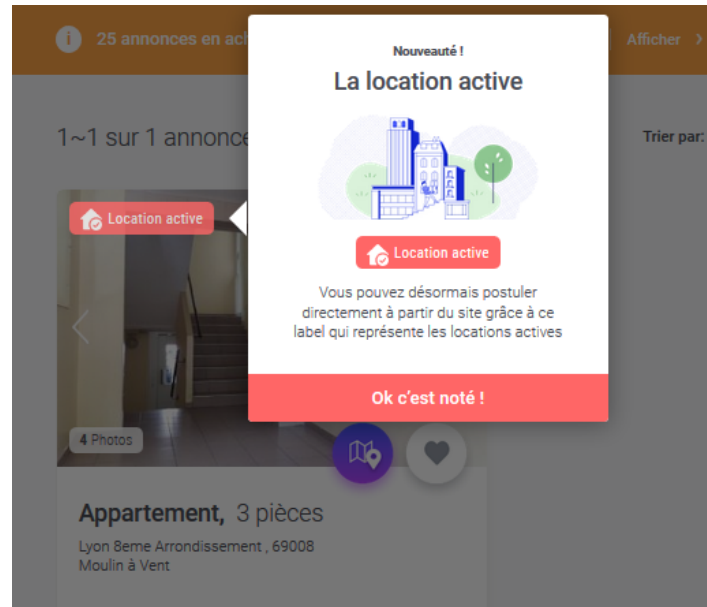 25 annonces en ac
Afficher
1~1 sur 1 annonce
Trier par:
Location active
Nouveauté !
La location active
Location active
Vous pouvez désormais postuler
directement à partir du site grâce à ce
label qui représente les locations actives
Ok c’est noté !
4 Photos
Appartement, 3 pièces
Lyon 8eme Arrondissement , 69008
Moulin à Vent